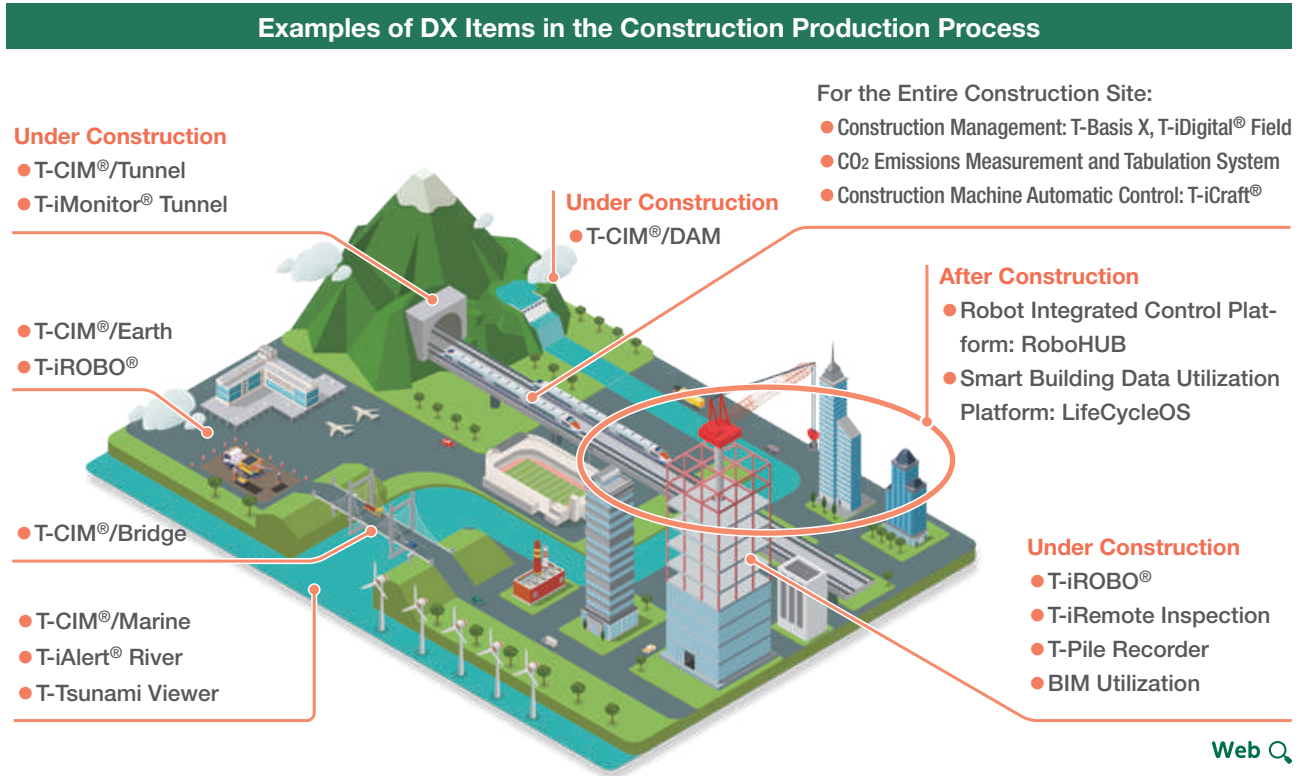 Examples of DX Items in the Construction Production Process
Under Construction
● T-CIM®/Tunnel
● T-iMonitor® Tunnel
● T-CIM®/Earth
● T-iROBO®
● T-CIM®/Bridge
● T-CIM®/Marine
● T-iAlert® River
● T-Tsunami Viewer
Under Construction
● T-CIM®/DAM
For the Entire Construction Site:
● Construction Management: T-Basis X, T-iDigital® Field
● CO₂ Emissions Measurement and Tabulation System
● Construction Machine Automatic Control: T-iCraft®
After Construction
● Robot Integrated Control Plat-
form: RoboHUB
● Smart Building Data Utilization
Platform: LifeCycleOS
Under Construction
● T-iROBO®
● T-iRemote Inspection
● T-Pile Recorder
● BIM Utilization
Web